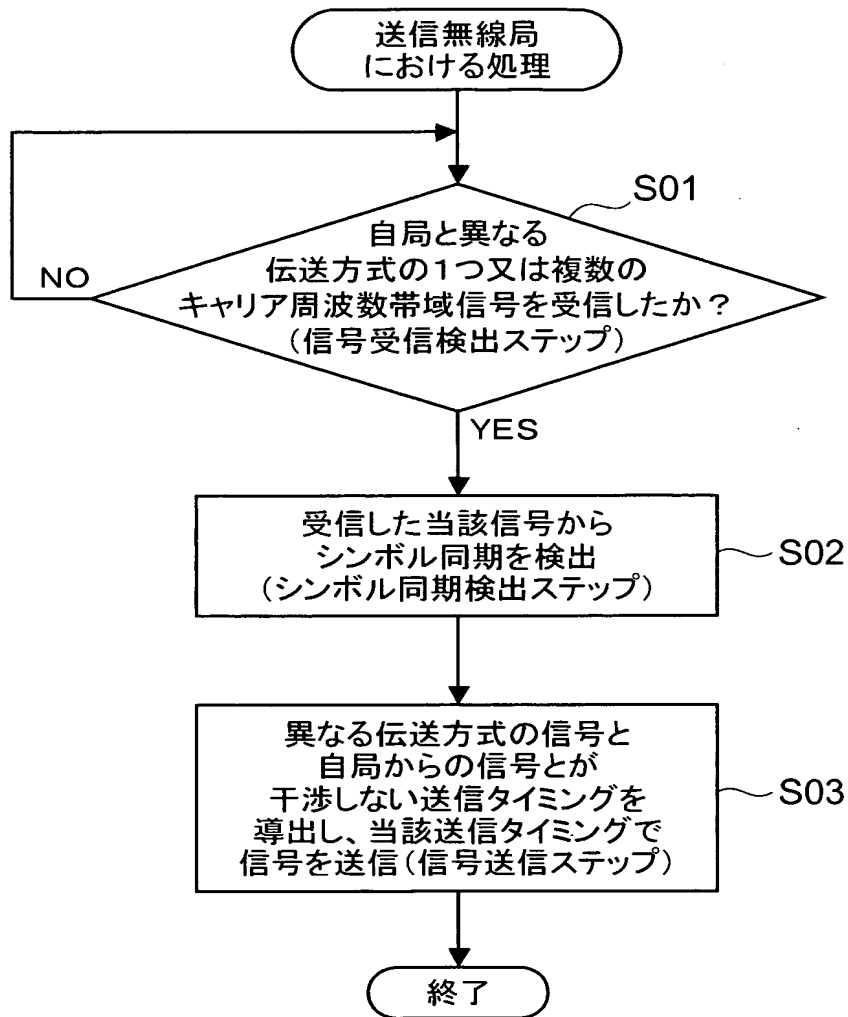 送信無線局
における処理
S01
自局と異なる
伝送方式の１つ又は複数の
キャリア周波数帯域信号を受信したか？
（信号受信検出ステップ）
NO
YES
受信した当該信号から
シンボル同期を検出
（シンボル同期検出ステップ）
S02
異なる伝送方式の信号と
自局からの信号とが
干渉しない送信タイミングを
導出し、当該送信タイミングで
信号を送信（信号送信ステップ）
S03
終了